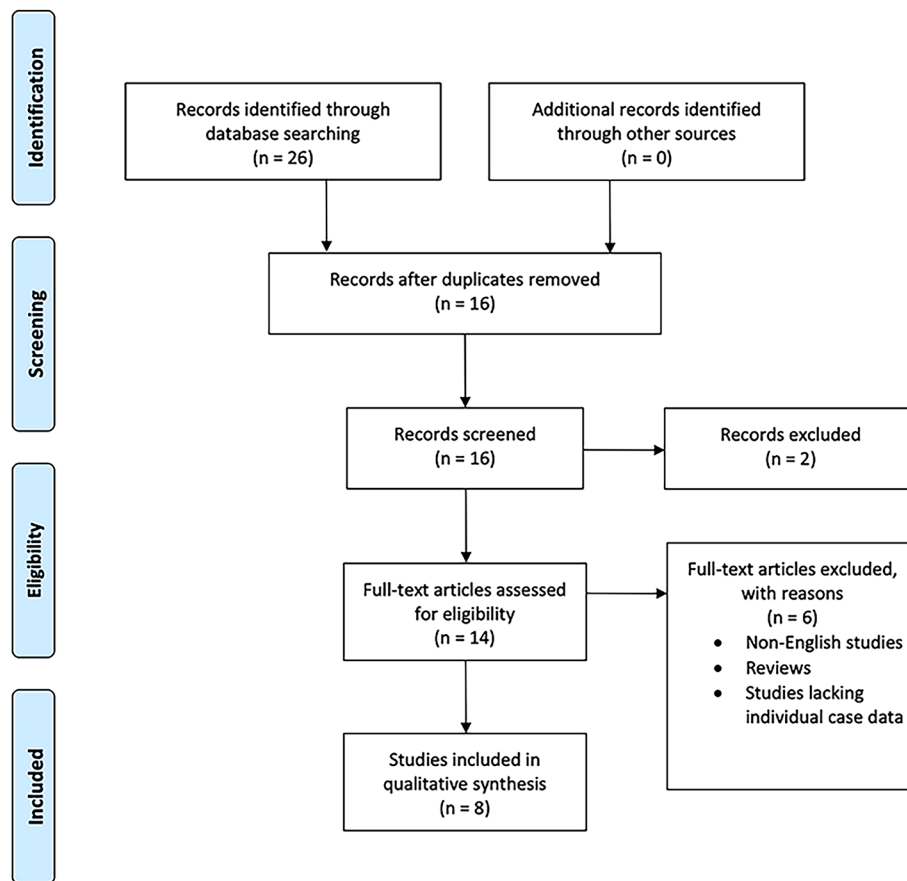 Identification
Records identified through
database searching
(n = 26)
Additional records identified
through other sources
(n = 0)
Screening
Records after duplicates removed
(n = 16)
Records screened
(n = 16)
Records excluded
(n = 2)
Eligibility
Full-text articles assessed
for eligibility
(n = 14)
Full-text articles excluded,
with reasons
(n = 6)
• Non-English studies
• Reviews
• Studies lacking
individual case data
Included
Studies included in
qualitative synthesis
(n = 8)